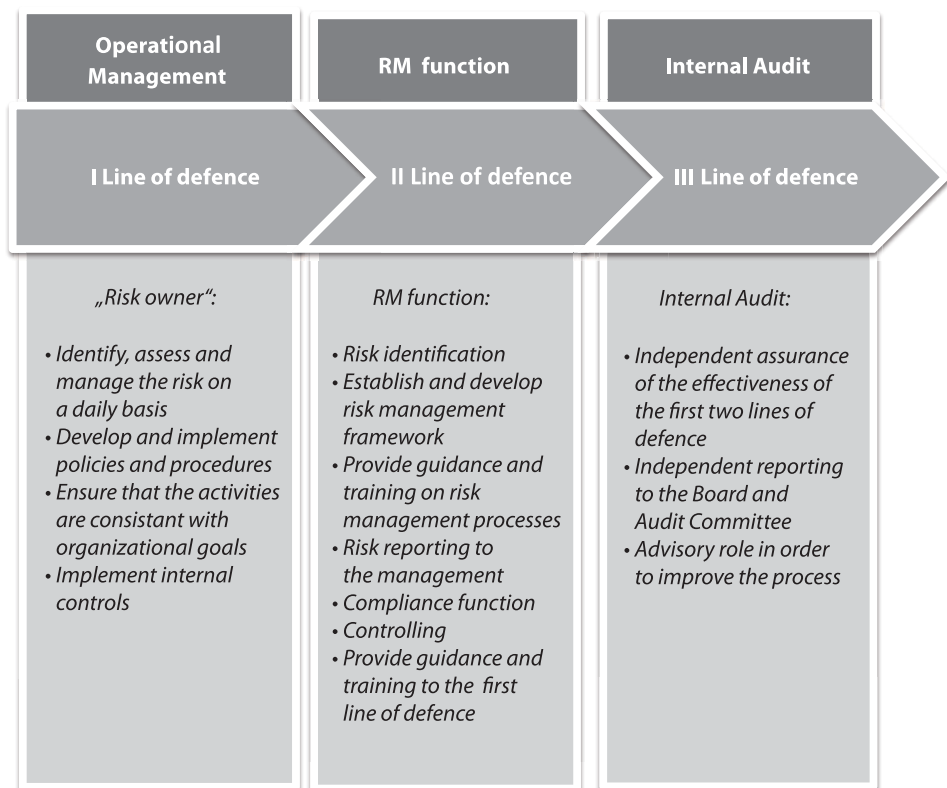 Operational
Management
RM function
Internal Audit
I Line of defence
II Line of defence
III Line of defence
„Risk owner“:
• Identify, assess and
manage the risk on
a daily basis
• Develop and implement
policies and procedures
• Ensure that the activities
are consistant with
organizational goals
• Implement internal
controls
RM function:
• Risk identification
• Establish and develop
risk management
framework
• Provide guidance and
training on risk
management processes
• Risk reporting to
the management
• Compliance function
• Controlling
• Provide guidance and
training to the first
line of defence
Internal Audit:
• Independent assurance
of the effectiveness of
the first two lines of
defence
• Independent reporting
to the Board and
Audit Committee
• Advisory role in order
to improve the process